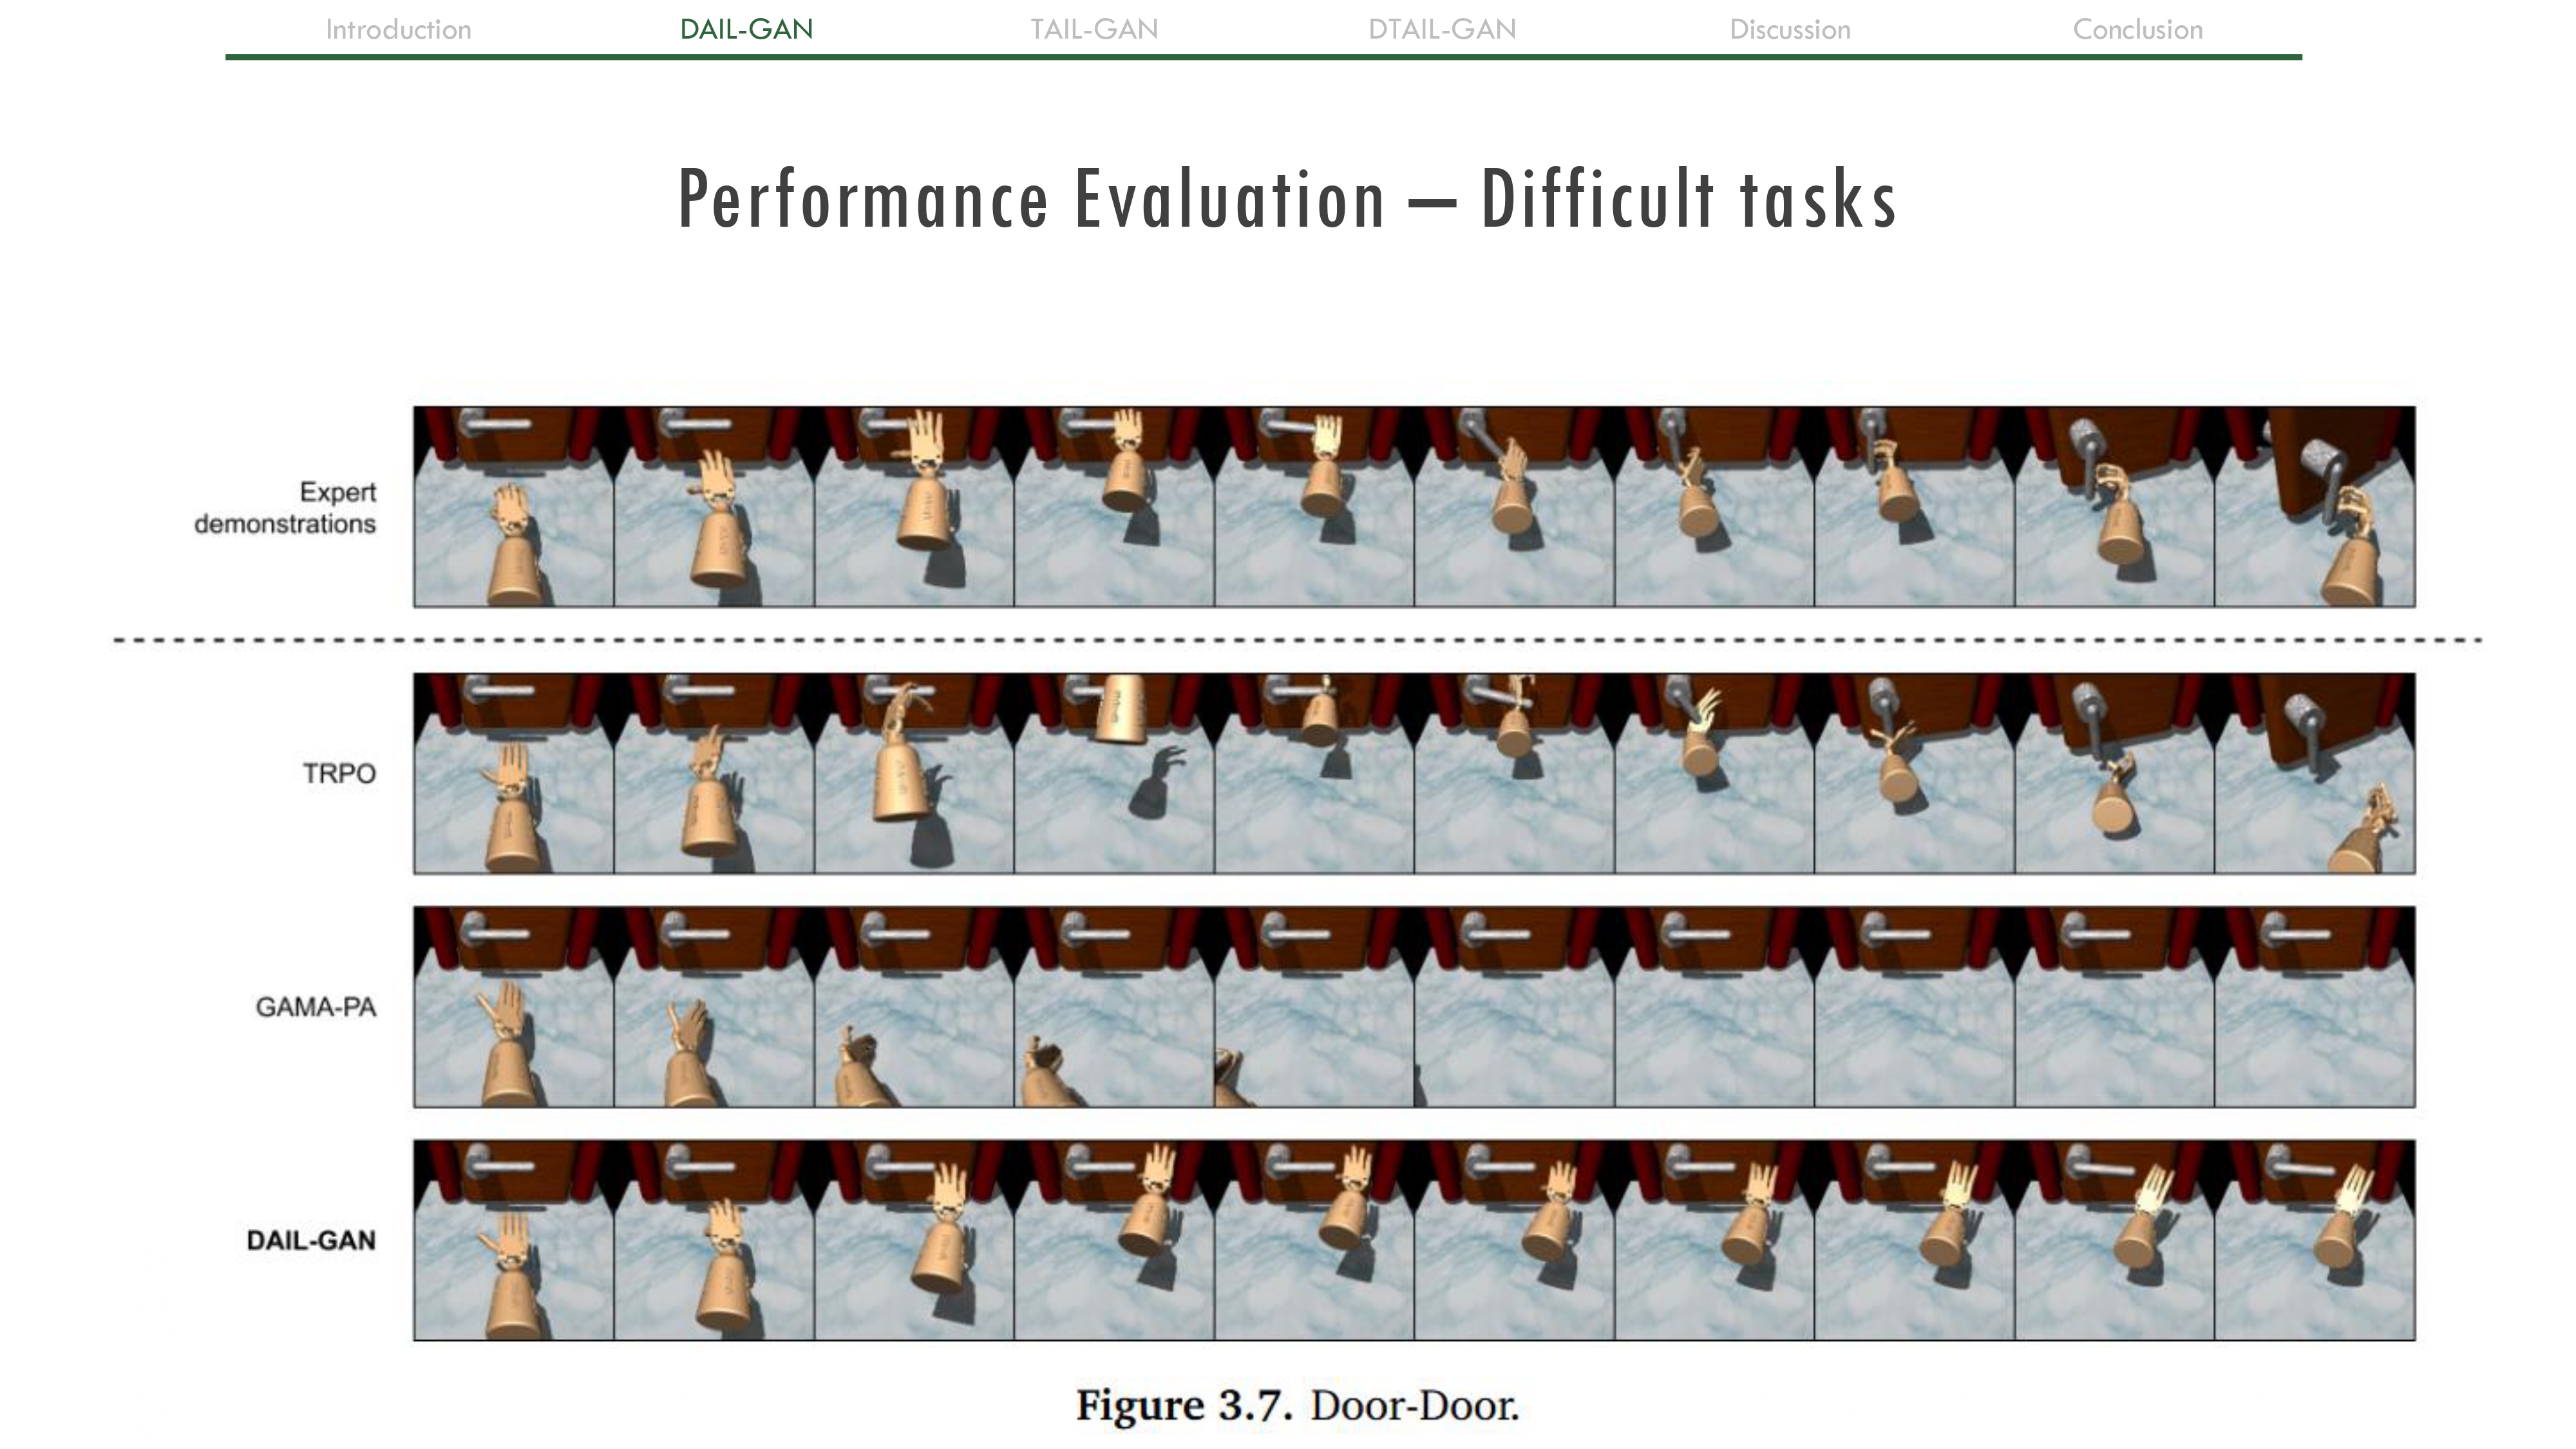 Introduction DAIL-GAN TAIL-GAN DTAIL-GAN Discussion Conclusion
Performance Evaluation – Difficult tasks
Expert
demonstrations
TRPO
GAMA-PA
DAIL-GAN
Figure 3.7. Door-Door.